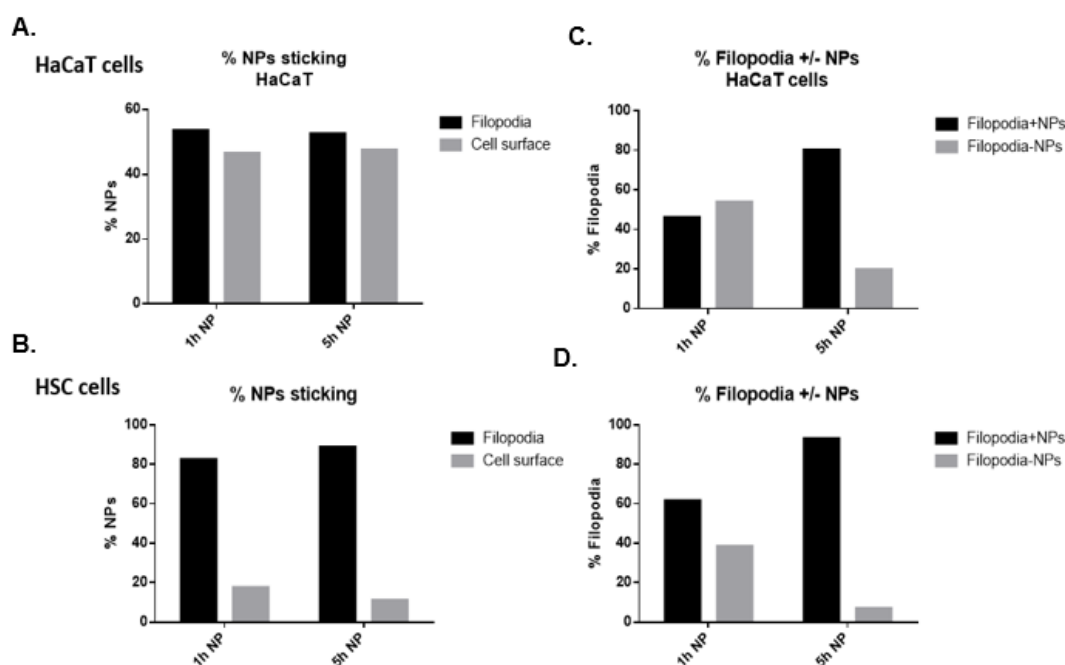 A.
HaCaT cells
% NPs sticking
HaCaT
60
40
20
0
% NPs
1h NP
5h NP
Filopodia
Cell surface
C.
% Filopodia +/- NPs
HaCaT cells
100
80
60
40
20
0
% Filopodia
1h NP
5h NP
Filopodia+NPs
Filopodia-NPs
B.
HSC cells
% NPs sticking
100
80
60
40
20
0
% NPs
1h NP
5h NP
Filopodia
Cell surface
D.
% Filopodia +/- NPs
100
80
60
40
20
0
% Filopodia
1h NP
5h NP
Filopodia+NPs
Filopodia-NPs